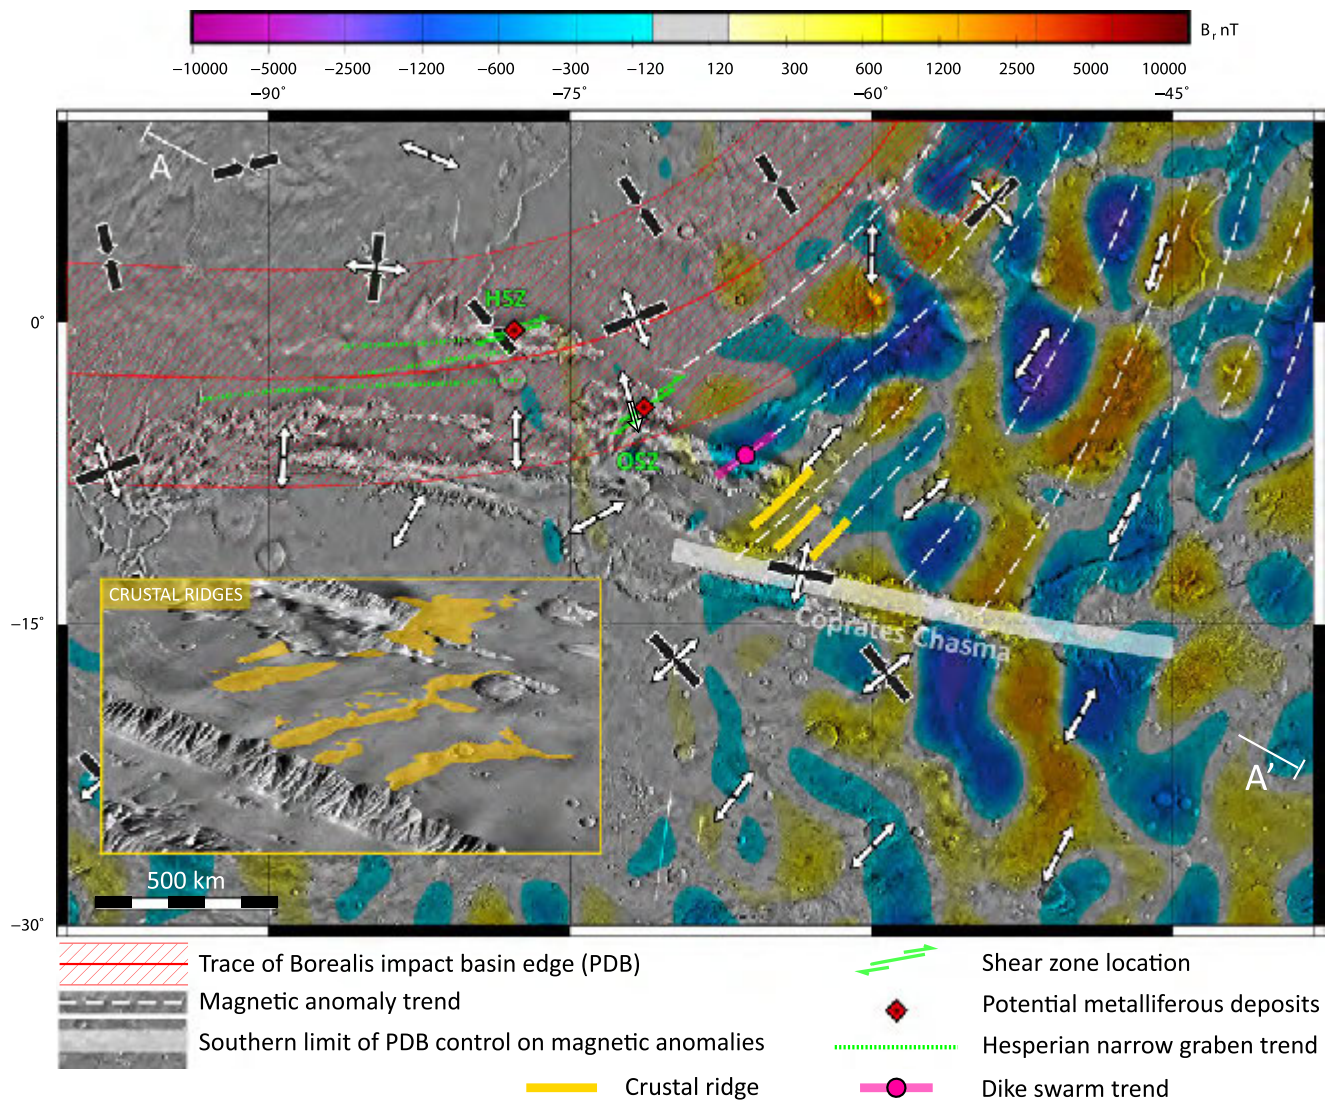 B r nT
−10000 −5000 −2500 −1200 −600 −300 −120 120 300 600 1200 2500 5000 10000
−90° −75° −60° −45°
A
HSZ
0°
OSZ
CRUSTAL RIDGES
−15°
Coprates Chasma
A’
500 km
−30°
Trace of Borealis impact basin edge (PDB)
Magnetic anomaly trend
Southern limit of PDB control on magnetic anomalies
Shear zone location
Potential metalliferous deposits
Hesperian narrow graben trend
Crustal ridge
Dike swarm trend